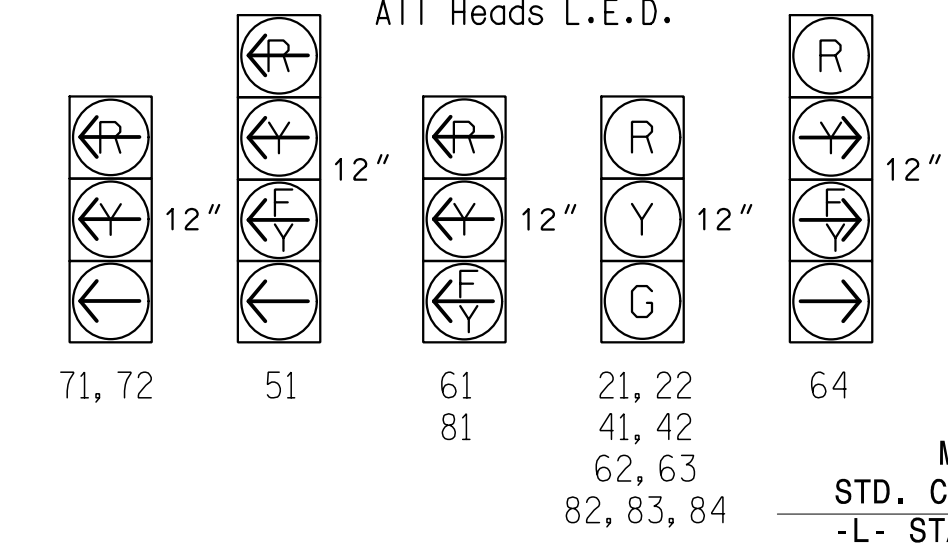 All Heads L.E.D.
R
Y
12"
R
Y
F
Y
12"
R
Y
F
Y
12"
R
Y
G
12"
R
Y
F
Y
12"
71, 72
51
61
81
21, 22
41, 42
62, 63
82, 83, 84
64
STD. C
-L- ST